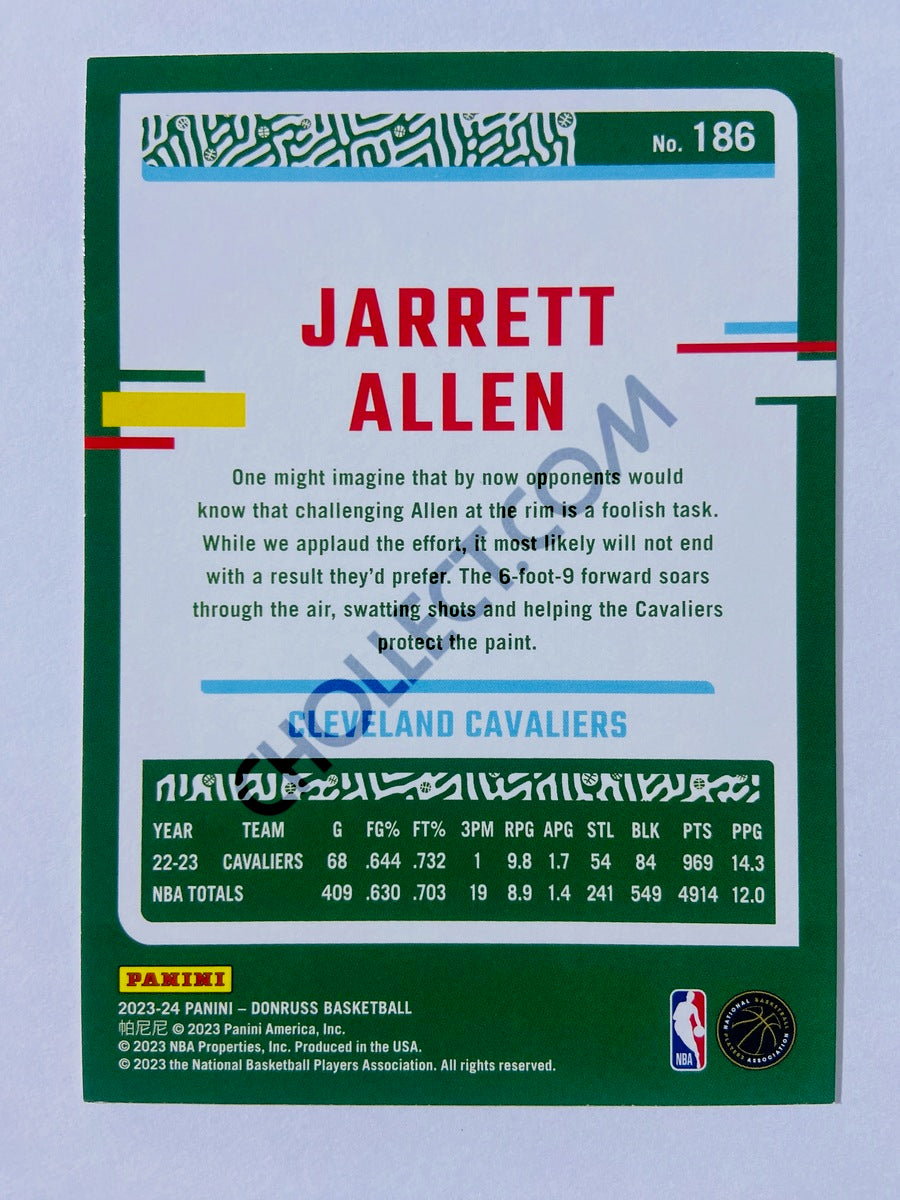 No. 186
JARRETT
ALLEN
One might imagine that by now opponents would
know that challenging Allen at the rim is a foolish task.
While we applaud the effort, it most likely will not end
with a result they'd prefer. The 6-foot-9 forward soars
through the air, swatting shots and helping the Cavaliers
protect the paint.
CHOLLECT.COM
CLEVELAND CAVALIERS
YEAR TEAM G FG% FT% 3PM RPG APG STL BLK PTS PPG
22-23 CAVALIERS 68 .644 .732 1 9.8 1.7 54 84 969 14.3
NBA TOTALS 409 .630 .703 19 8.9 1.4 241 549 4914 12.0
PANINI
2023-24 PANINI – DONRUSS BASKETBALL
帕尼尼 © 2023 Panini America, Inc.
© 2023 NBA Properties, Inc. Produced in the USA.
© 2023 the National Basketball Players Association. All rights reserved.
NBA
NATIONAL BASKETBALL
PLAYERS ASSOCIATION